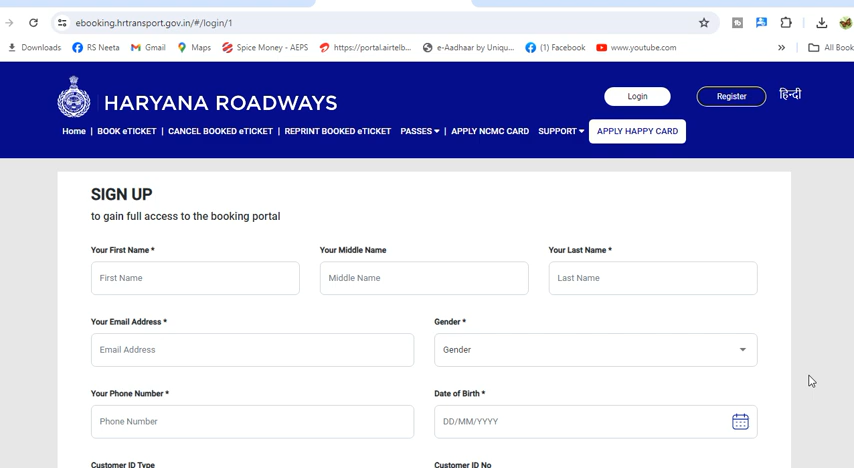 ebooking.hrtransport.gov.in/#/login/1
Downloads RS Neeta Gmail Maps Spice Money - AEPS https://portal.airtelb... e-Aadhaar by Uniqu... (1) Facebook www.youtube.com » All Book
HARYANA ROADWAYS
Login Register हिन्दी
Home | BOOK eTICKET | CANCEL BOOKED eTICKET | REPRINT BOOKED eTICKET PASSES | APPLY NCMC CARD SUPPORT APPLY HAPPY CARD
SIGN UP
to gain full access to the booking portal
Your First Name * Your Middle Name Your Last Name *
First Name Middle Name Last Name
Your Email Address * Gender *
Email Address Gender
Your Phone Number * Date of Birth *
Phone Number DD/MM/YYYY
Customer ID Type Customer ID No